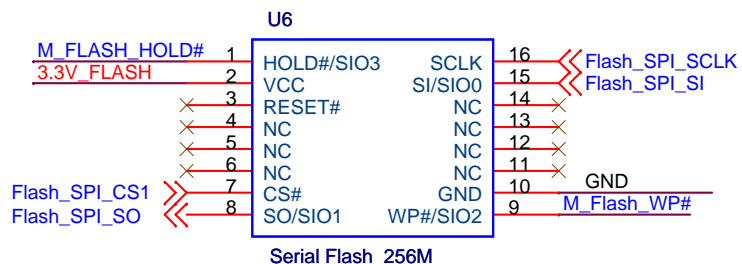 U6
M_FLASH_HOLD# 1 HOLD#/SIO3 SCLK 16 Flash_SPI_SCLK
3.3V_FLASH 2 VCC SI/SIO0 15 Flash_SPI_SI
3 RESET# NC 14
4 NC NC 13
5 NC NC 12
6 NC NC 11
Flash_SPI_CS1 7 CS# GND 10 GND
Flash_SPI_SO 8 SO/SIO1 WP#/SIO2 9 M_Flash_WP#
Serial Flash 256M